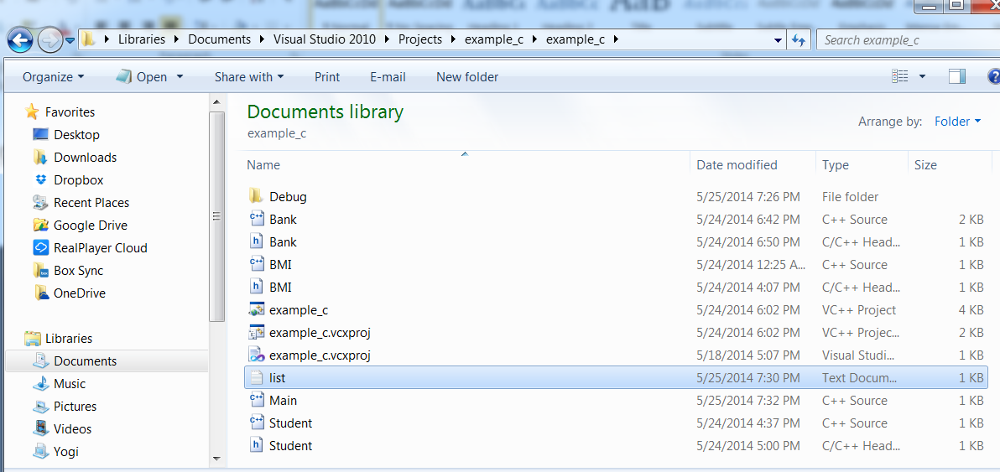 Libraries Documents Visual Studio 2010 Projects example_c example_c Search example_c
Organize Open Share with Print E-mail New folder
Favorites
Desktop
Downloads
Dropbox
Recent Places
Google Drive
RealPlayer Cloud
Box Sync
OneDrive
Libraries
Documents
Music
Pictures
Videos
Yogi
Documents library
example_c
Arrange by: Folder
Name Date modified Type Size
Debug 5/25/2014 7:26 PM File folder
Bank 5/24/2014 6:42 PM C++ Source 2 KB
Bank 5/24/2014 6:50 PM C/C++ Head... 1 KB
BMI 5/24/2014 12:25 A... C++ Source 1 KB
BMI 5/24/2014 4:07 PM C/C++ Head... 1 KB
example_c 5/24/2014 6:02 PM VC++ Project 4 KB
example_c.vcxproj 5/24/2014 6:02 PM VC++ Projec... 2 KB
example_c.vcxproj 5/18/2014 5:07 PM Visual Studi... 1 KB
list 5/25/2014 7:30 PM Text Docum... 1 KB
Main 5/25/2014 7:32 PM C++ Source 1 KB
Student 5/24/2014 4:37 PM C++ Source 1 KB
Student 5/24/2014 5:00 PM C/C++ Head... 1 KB